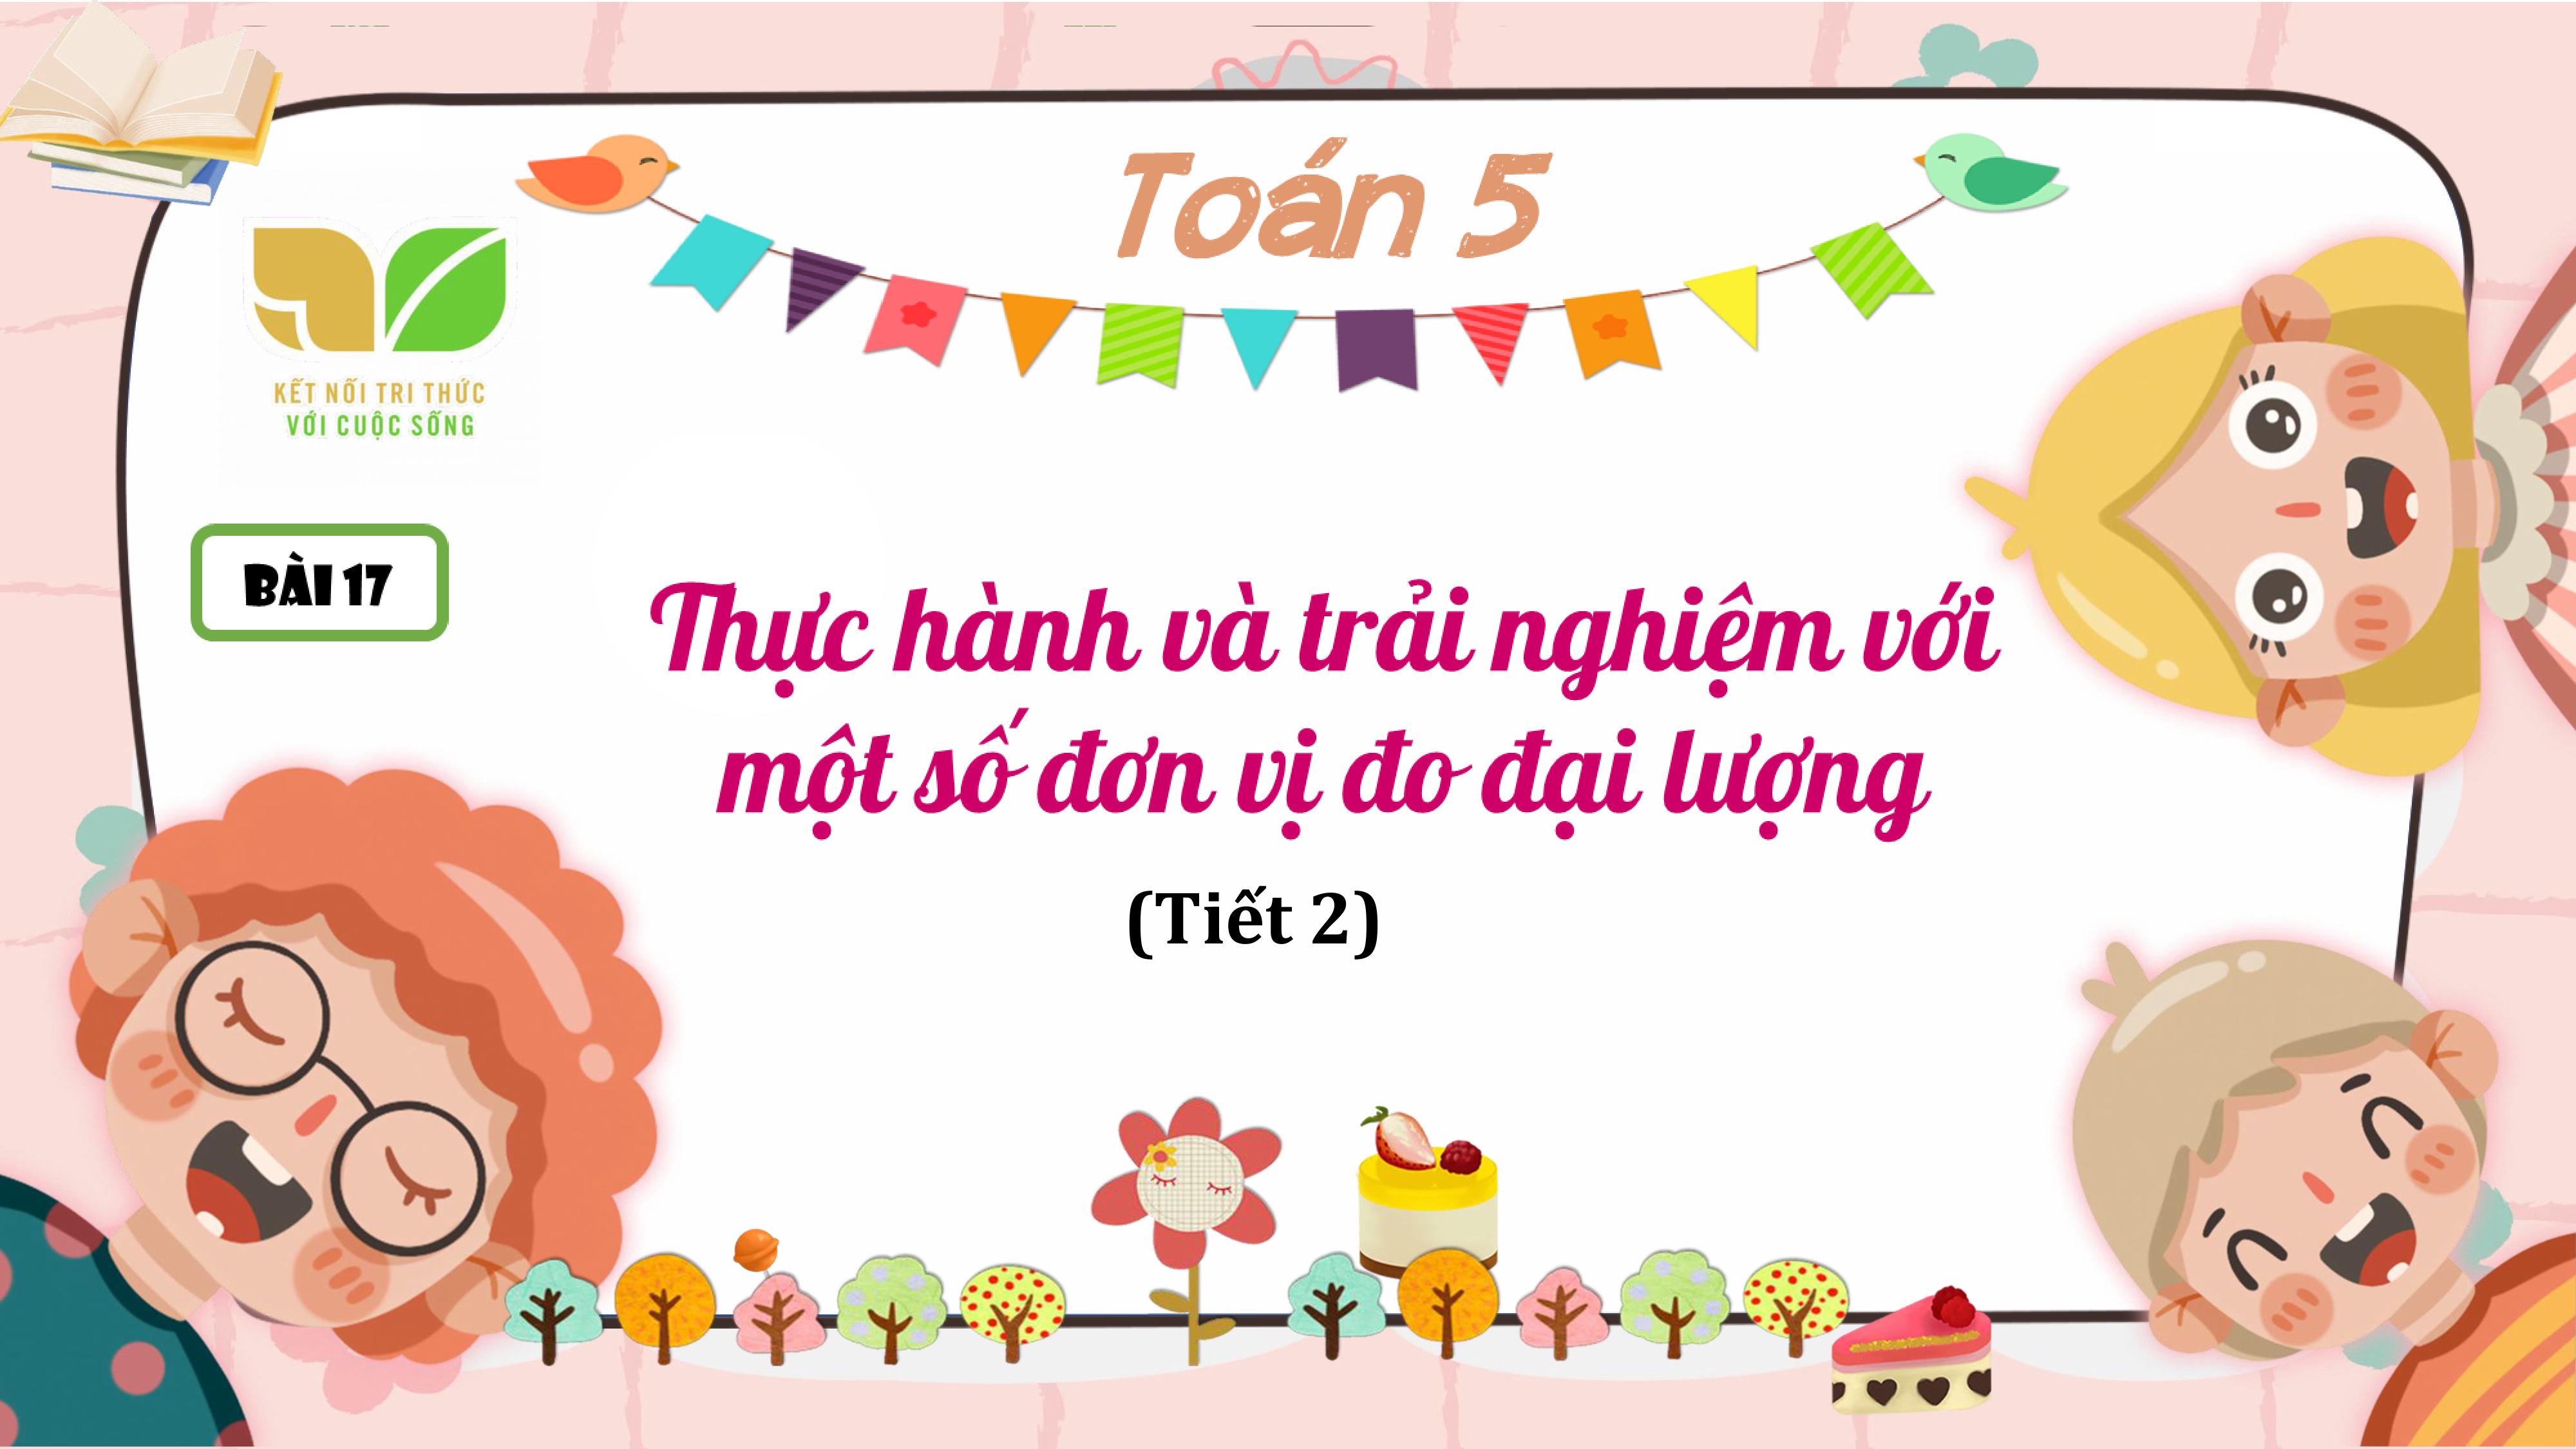 Toán 5
KẾT NỐI TRI THỨC
VỚI CUỘC SỐNG
BÀI 17
Thực hành và trải nghiệm với
một số đơn vị đo đại lượng
(Tiết 2)